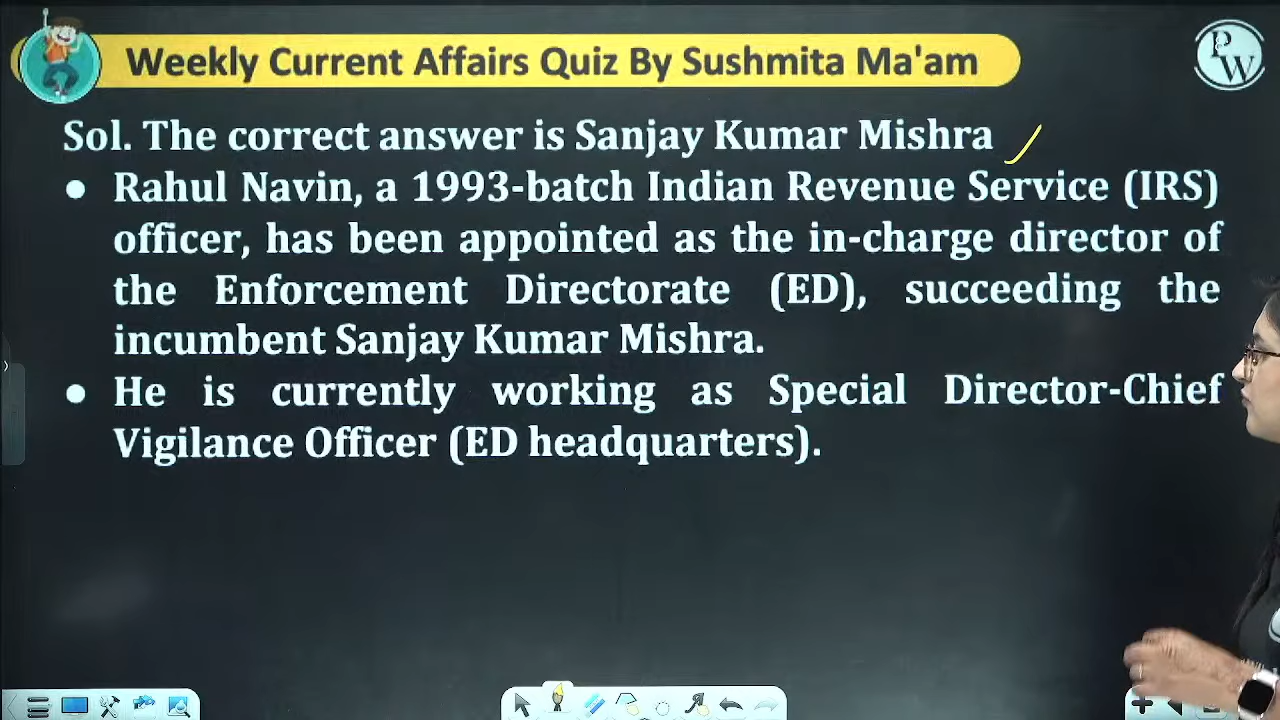 Weekly Current Affairs Quiz By Sushmita Ma'am
PW
Sol. The correct answer is Sanjay Kumar Mishra
● Rahul Navin, a 1993-batch Indian Revenue Service (IRS)
officer, has been appointed as the in-charge director of
the Enforcement Directorate (ED), succeeding the
incumbent Sanjay Kumar Mishra.
● He is currently working as Special Director-Chief
Vigilance Officer (ED headquarters).